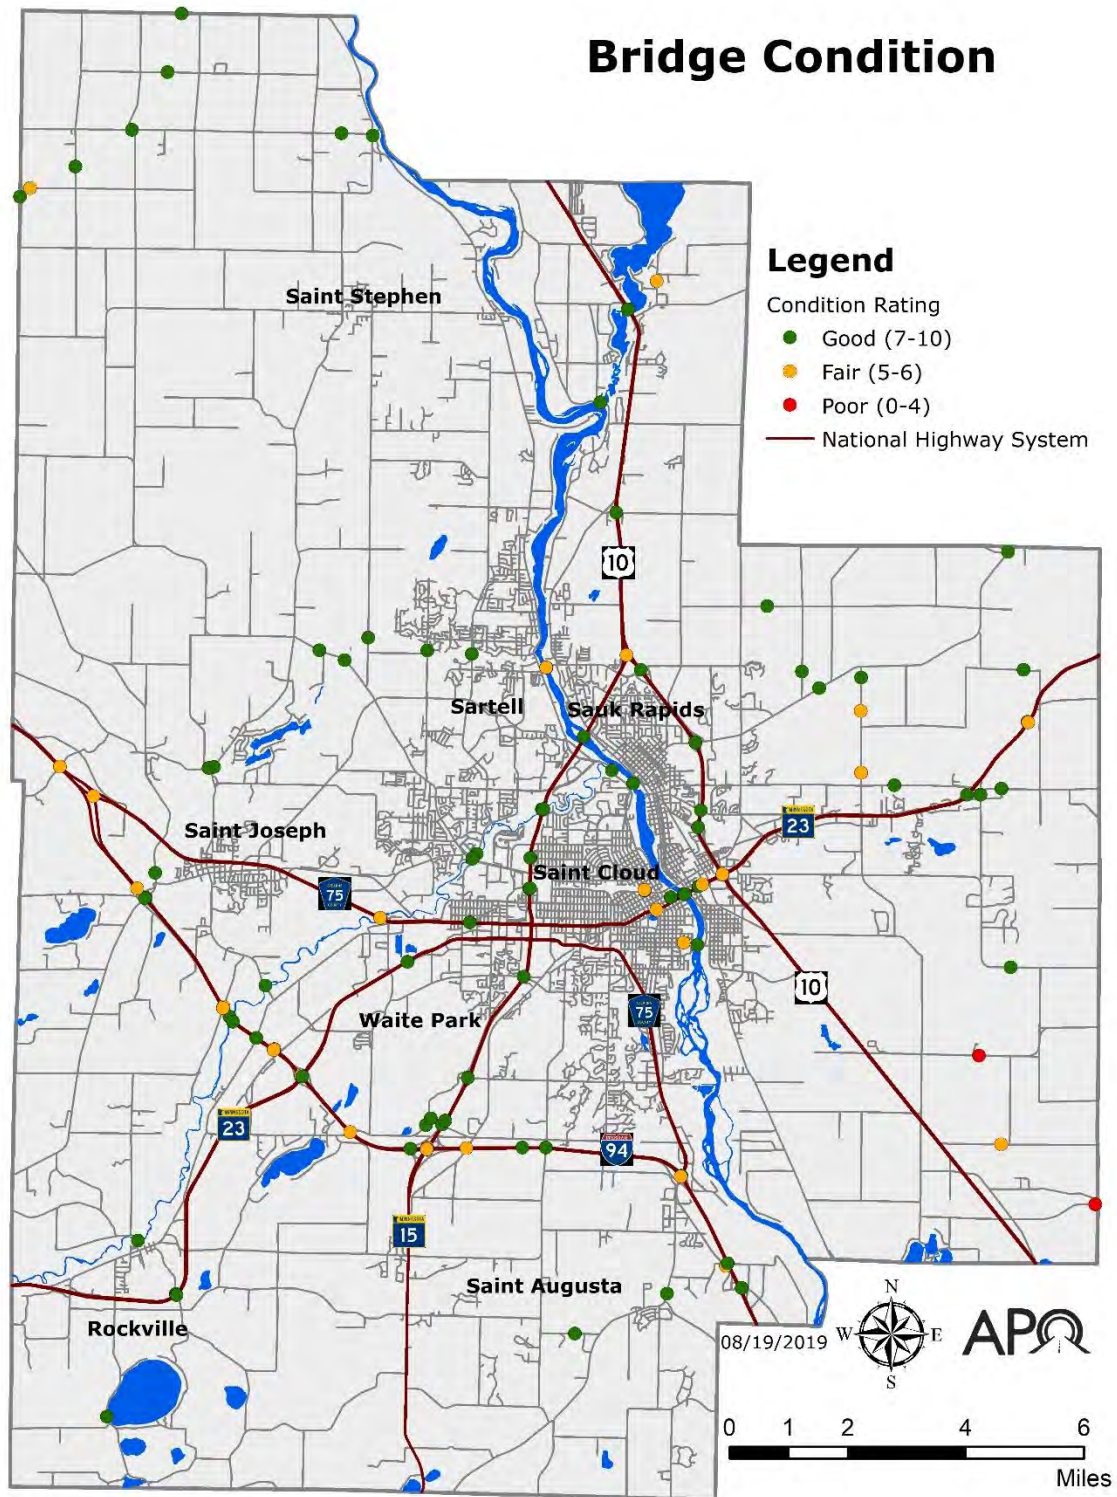 Bridge Condition
Legend
Condition Rating
Good (7-10)
Fair (5-6)
Poor (0-4)
National Highway System
Saint Stephen
10
Sartell
Sauk Rapids
Saint Joseph
23
75
Saint Cloud
10
Waite Park
75
23
94
15
Saint Augusta
Rockville
08/19/2019
N
W
E
S
APO
0 1 2 4 6
Miles